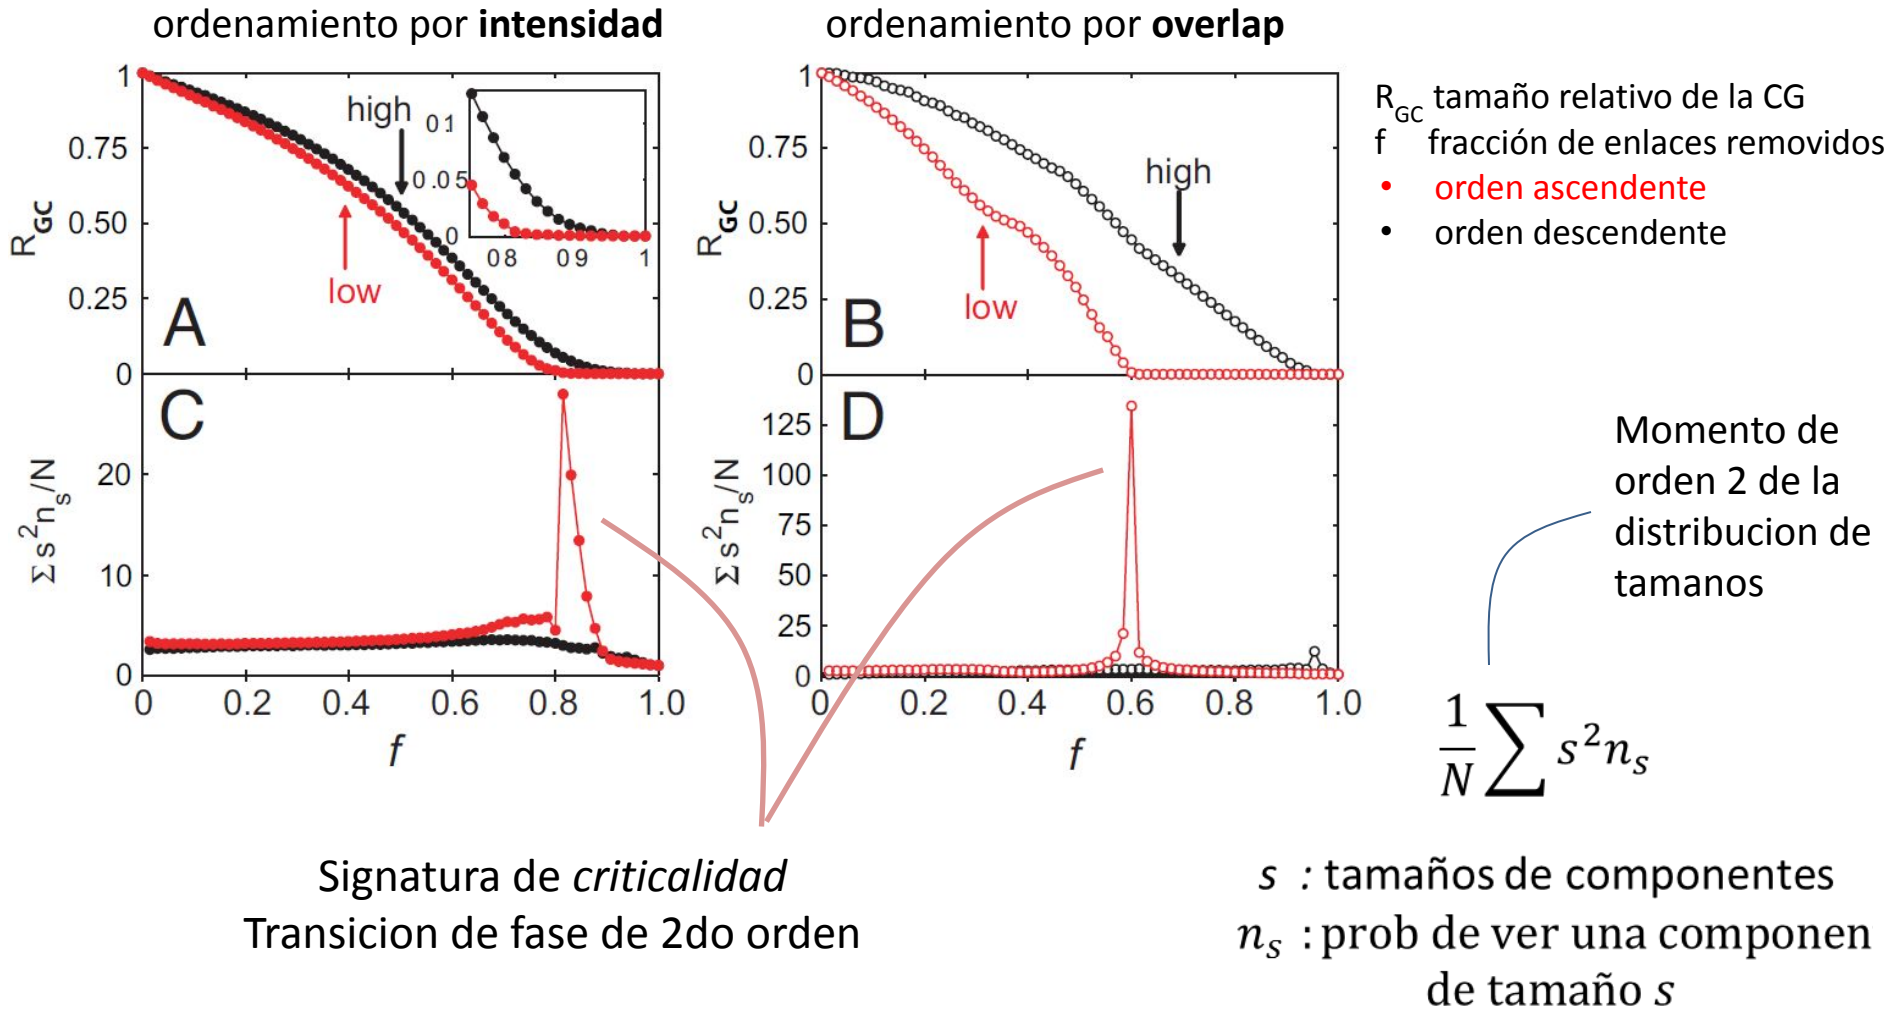 ordenamiento por intensidad
ordenamiento por overlap
1
0.75
0.50
0.25
0
R_GC
high
low
A
0 1
0.05
0
0 8
0 9
1
1
0.75
0.50
0.25
0
R_GC
high
low
B
R_GC tamaño relativo de la CG
f fracción de enlaces removidos
• orden ascendente
• orden descendente
C
20
10
0
Σ s²n_s/N
0 0.2 0.4 0.6 0.8 1.0
f
D
125
100
75
50
25
0
Σ s²n_s/N
0 0.2 0.4 0.6 0.8 1.0
f
Momento de
orden 2 de la
distribucion de
tamanos
1/N ∑ s²n_s
Signatura de criticalidad
Transicion de fase de 2do orden
s : tamaños de componentes
n_s : prob de ver una componen
de tamaño s